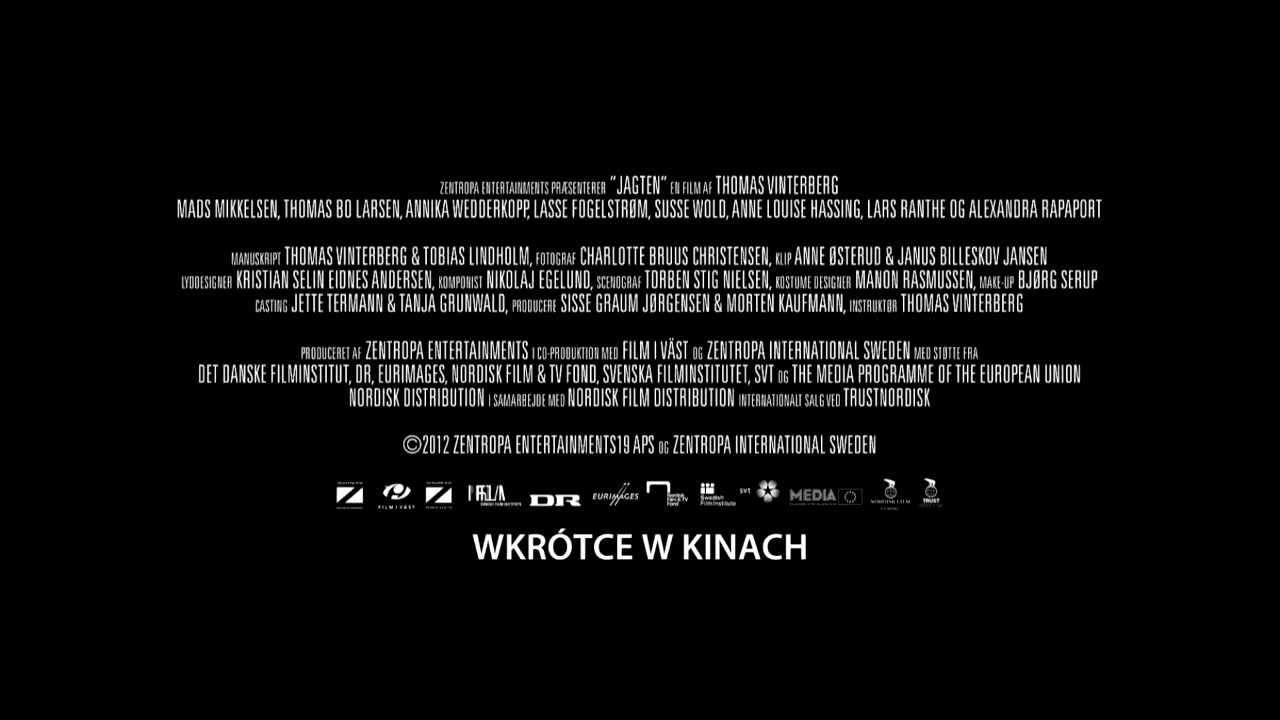 ZENTROPA ENTERTAINMENTS PRÆSENTERER "JAGTEN" EN FILM AF THOMAS VINTERBERG
MADS MIKKELSEN, THOMAS BO LARSEN, ANNIKA WEDDERKOPP, LASSE FOGELSTRØM, SUSSE WOLD, ANNE LOUISE HASSING, LARS RANTHE OG ALEXANDRA RAPAPORT
MANUSKRIPT THOMAS VINTERBERG & TOBIAS LINDHOLM, FOTOGRAF CHARLOTTE BRUUS CHRISTENSEN, KLIP ANNE ØSTERUD & JANUS BILLESKOV JANSEN
LYDDESIGNER KRISTIAN SELIN EIDNES ANDERSEN, KOMPONIST NIKOLAJ EGELUND, SCENOGRAF TORBEN STIG NIELSEN, KOSTUME DESIGNER MANON RASMUSSEN, MAKE-UP BJØRG SERUP
CASTING JETTE TERMANN & TANJA GRUNWALD, PRODUCERE SISSE GRAUM JØRGENSEN & MORTEN KAUFMANN, INSTRUKTØR THOMAS VINTERBERG
PRODUCERET AF ZENTROPA ENTERTAINMENTS I CO-PRODUKTION MED FILM I VÄST OG ZENTROPA INTERNATIONAL SWEDEN MED STØTTE FRA
DET DANSKE FILMINSTITUT, DR, EURIMAGES, NORDISK FILM & TV FOND, SVENSKA FILMINSTITUTET, SVT OG THE MEDIA PROGRAMME OF THE EUROPEAN UNION
NORDISK DISTRIBUTION I SAMARBEJDE MED NORDISK FILM DISTRIBUTION INTERNATIONALT SALG VED TRUSTNORDISK
©2012 ZENTROPA ENTERTAINMENTS19 APS OG ZENTROPA INTERNATIONAL SWEDEN
FILM I VÄST DR EURIMAGES Nordisk Film & TV Fond Swedish Film Institute svt MEDIA NORDISK FILM TRUST
WKRÓTCE W KINACH